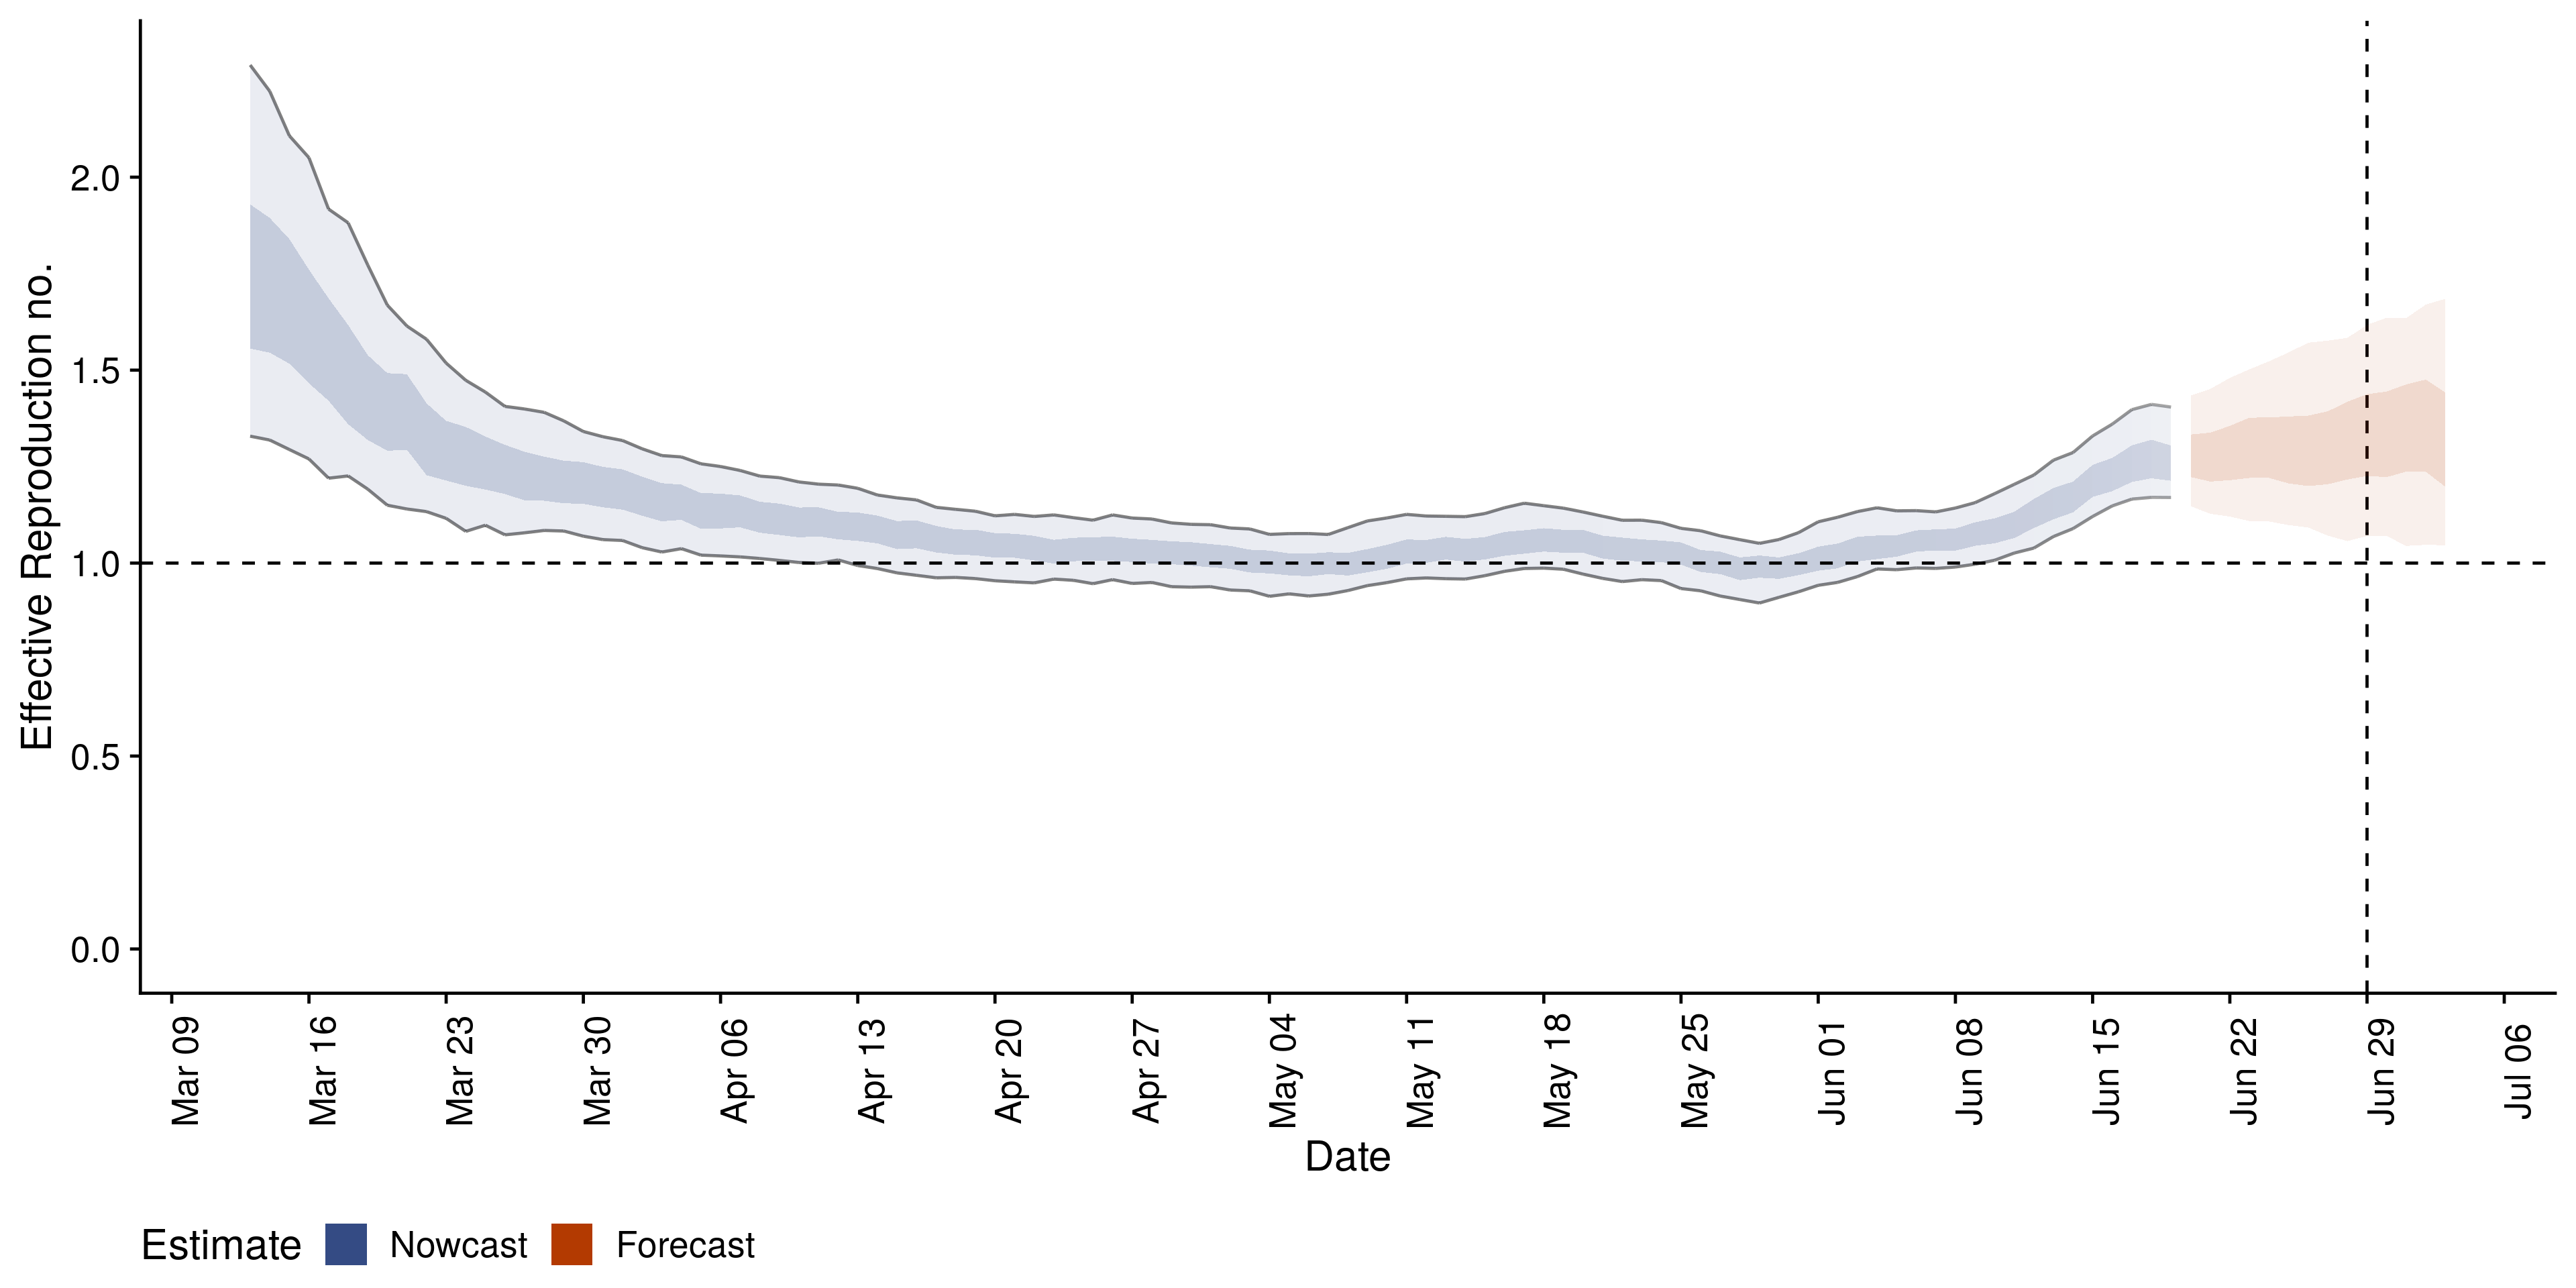 Effective Reproduction no.
2.0
1.5
1.0
0.5
0.0
Mar 09
Mar 16
Mar 23
Mar 30
Apr 06
Apr 13
Apr 20
Apr 27
May 04
May 11
May 18
May 25
Jun 01
Jun 08
Jun 15
Jun 22
Jun 29
Jul 06
Date
Estimate Nowcast Forecast